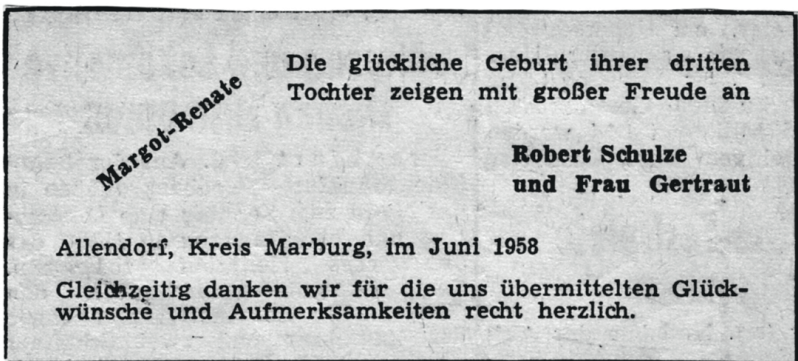 Margot-Renate
Die glückliche Geburt ihrer dritten
Tochter zeigen mit großer Freude an
Robert Schulze
und Frau Gertraut
Allendorf, Kreis Marburg, im Juni 1958
Gleichzeitig danken wir für die uns übermittelten Glück-
wünsche und Aufmerksamkeiten recht herzlich.